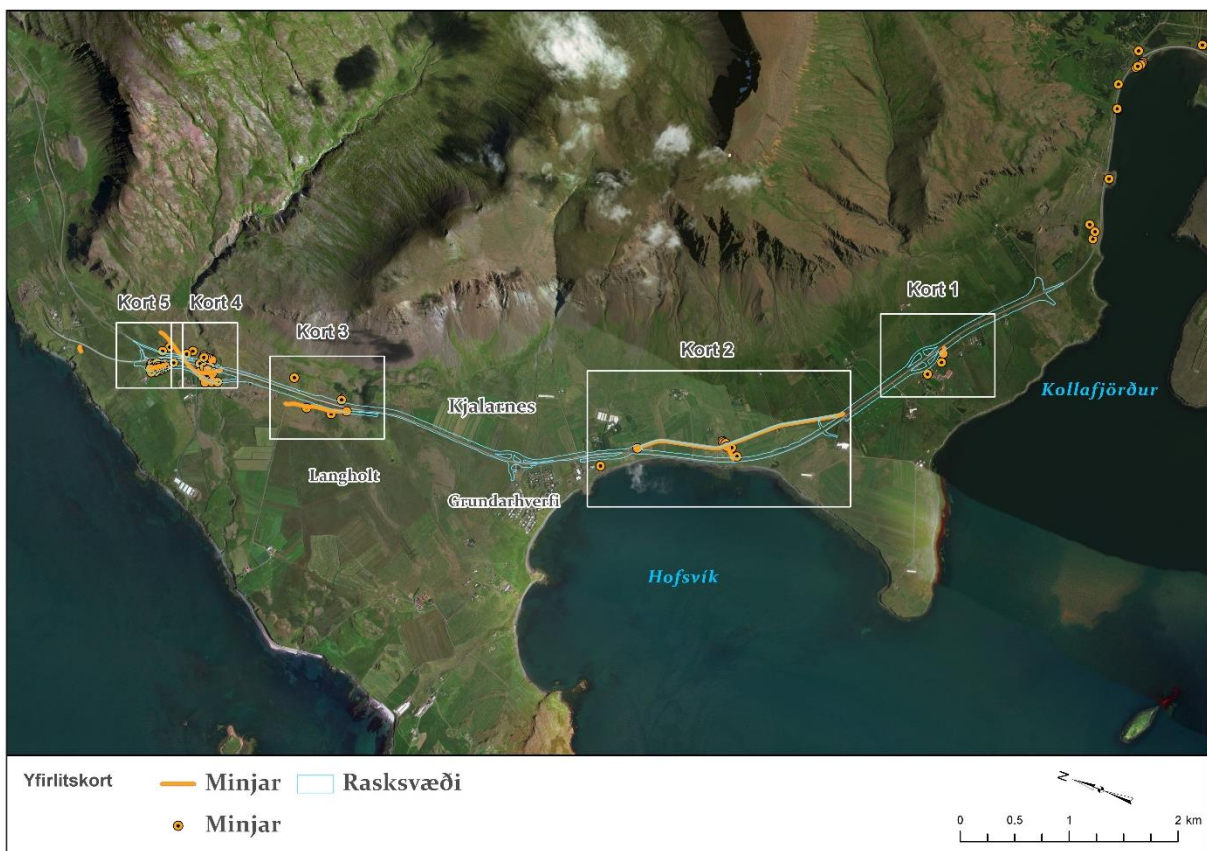 Kort 5
Kort 4
Kort 3
Kort 2
Kort 1
Kjalarnes
Kollafjörður
Langholt
Grundarhverfi
Hofsvík
Yfirlitskort
Minjar
Rasksvæði
Minjar
N
0 0.5 1 2 km